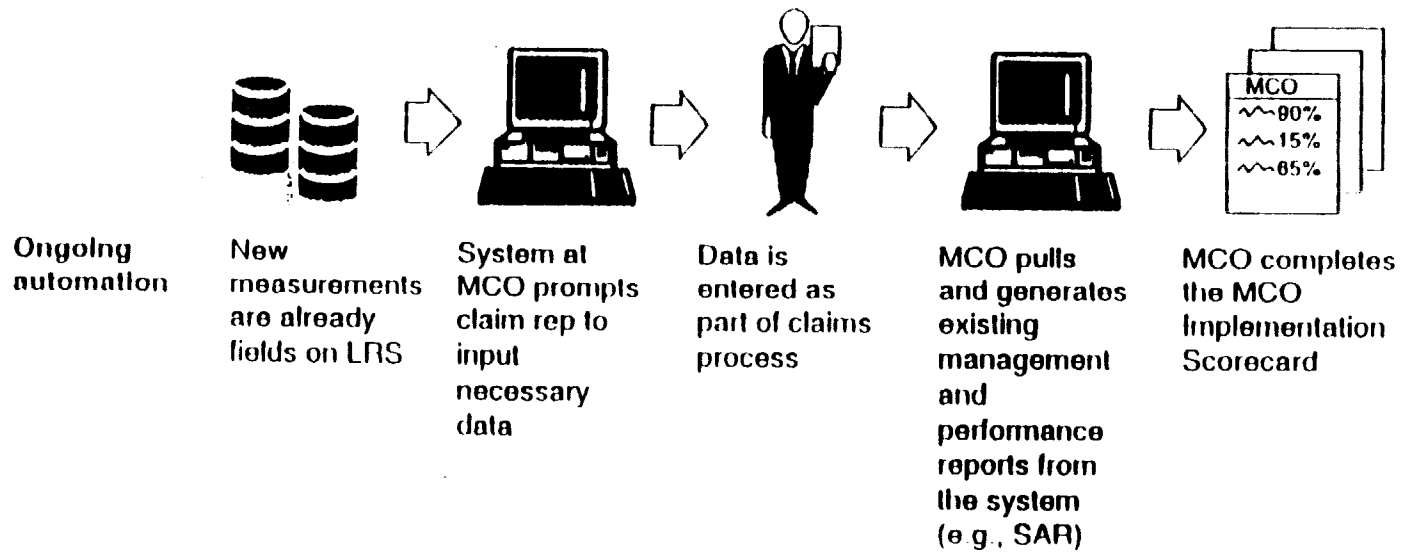 MCO
90%
15%
65%
Ongoing
automation
New
measurements
are already
fields on LRS
System at
MCO prompts
claim rep to
input
necessary
data
Data is
entered as
part of claims
process
MCO pulls
and generates
existing
management
and
performance
reports from
the system
(e.g., SAR)
MCO completes
the MCO
Implementation
Scorecard